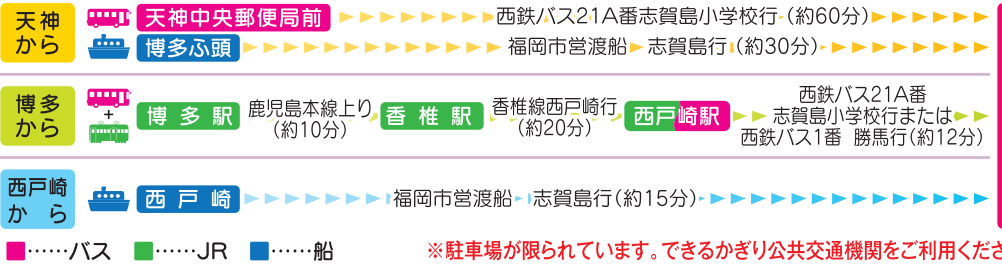 天神から
天神中央郵便局前 西鉄バス21A番志賀島小学校行 (約60分)
博多ふ頭 福岡市営渡船 志賀島行 (約30分)
博多から
+
博多駅 鹿児島本線上り (約10分) 香椎駅 香椎線西戸崎行 (約20分) 西戸崎駅
西鉄バス21A番
志賀島小学校行または
西鉄バス1番 勝馬行(約12分)
西戸崎から
西戸崎 福岡市営渡船 志賀島行(約15分)
……バス ……JR ……船
※駐車場が限られています。できるかぎり公共交通機関をご利用くださ